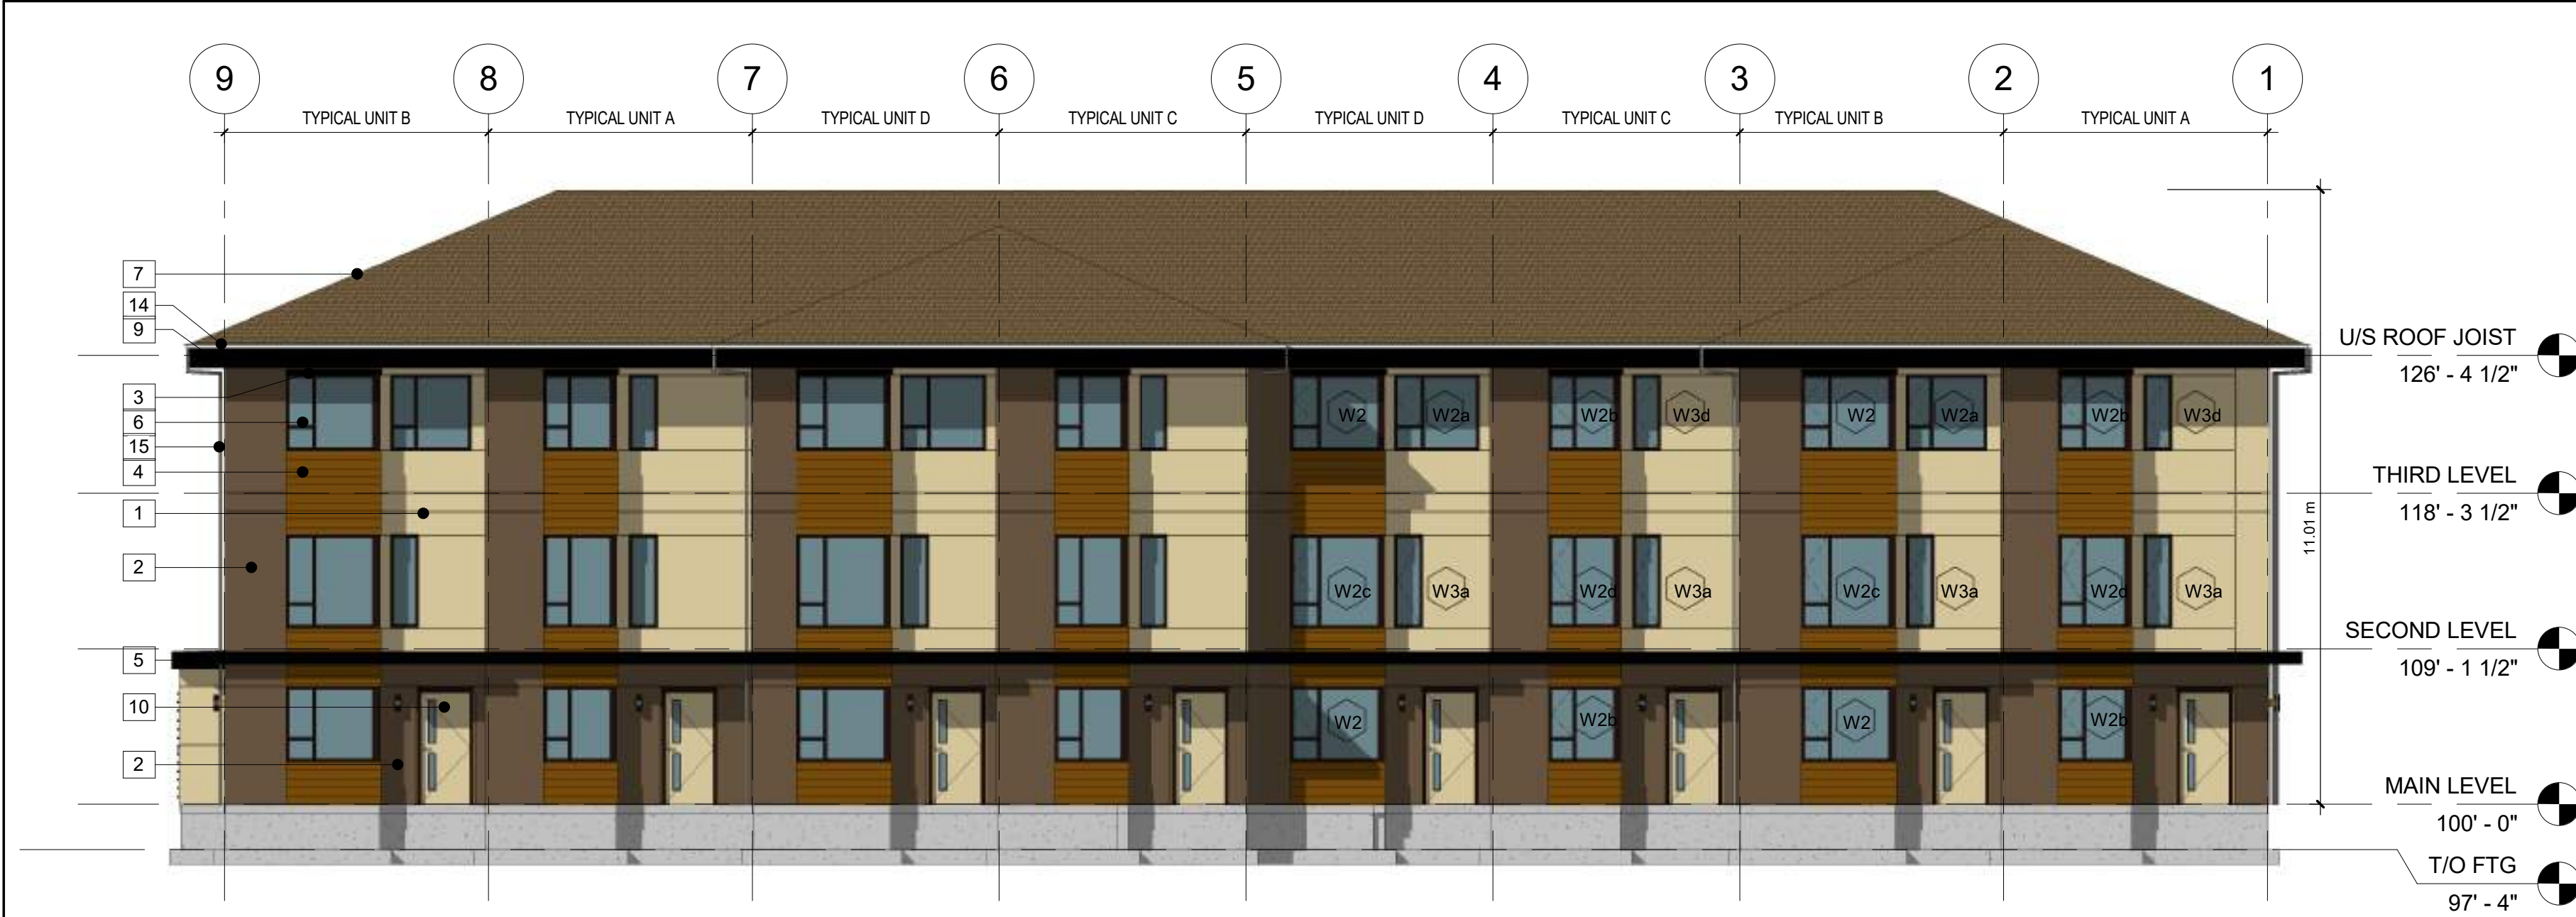 9 8 7 6 5 4 3 2 1
TYPICAL UNIT B TYPICAL UNIT A TYPICAL UNIT D TYPICAL UNIT C TYPICAL UNIT D TYPICAL UNIT C TYPICAL UNIT B TYPICAL UNIT A
7
14
9
U/S ROOF JOIST
126' - 4 1/2"
3
6
W2 W2a W2b W3d W2 W2a W2b W3d
15
4
THIRD LEVEL
118' - 3 1/2"
1
11.01 m
2
W2c W3a W2d W3a W2c W3a W2d W3a
SECOND LEVEL
109' - 1 1/2"
5
10
W2 W2b W2 W2b
2
MAIN LEVEL
100' - 0"
T/O FTG
97' - 4"